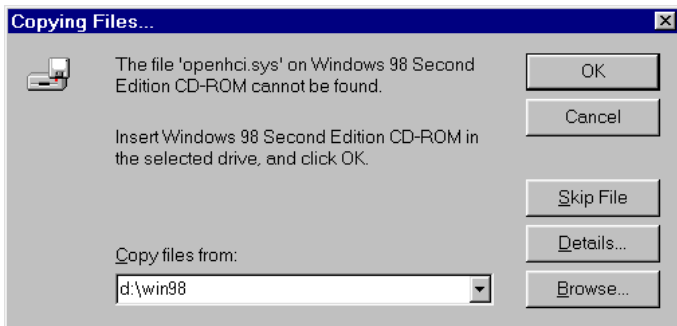 Copying Files...
The file 'openhci.sys' on Windows 98 Second
Edition CD-ROM cannot be found.
Insert Windows 98 Second Edition CD-ROM in
the selected drive, and click OK.
Copy files from:
d:\win98
OK
Cancel
Skip File
Details...
Browse...